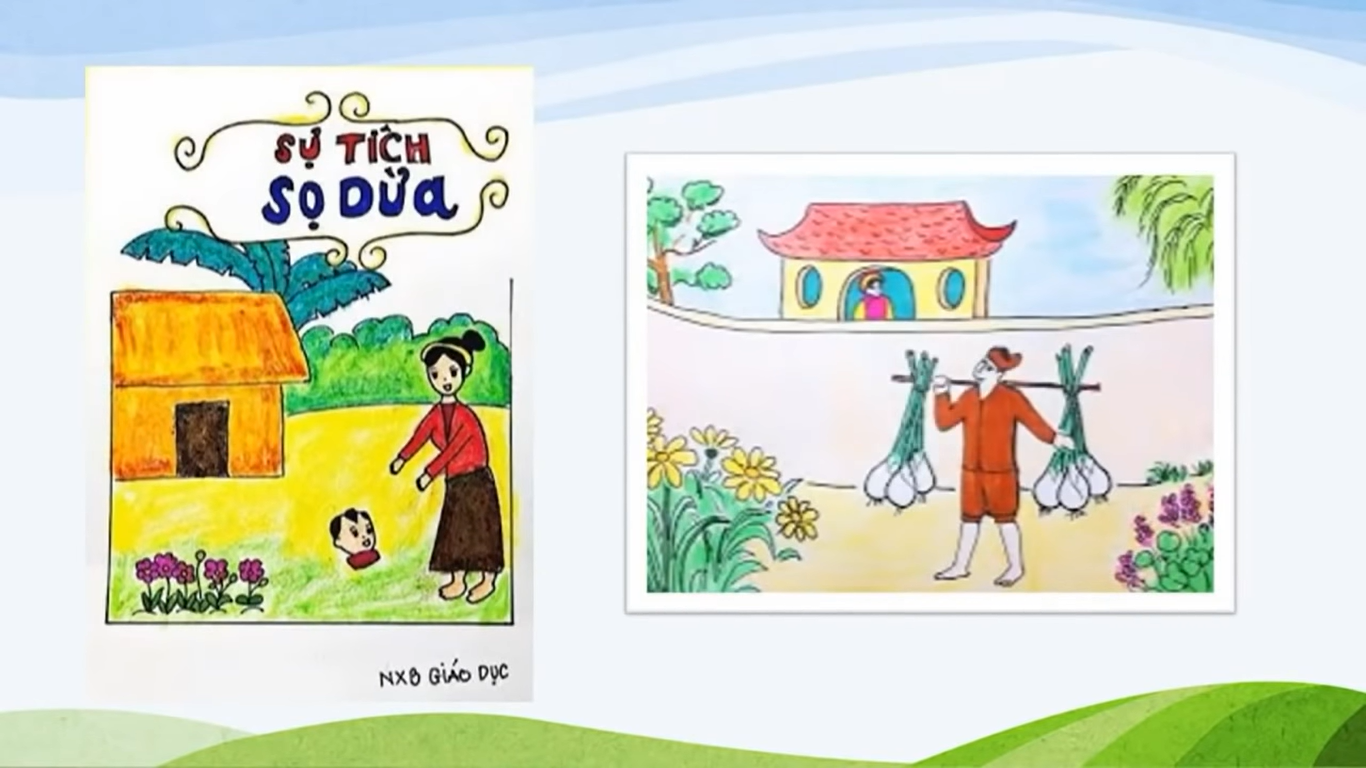 SỰ TÍCH
SỌ DỪA
NXB GIÁO DỤC